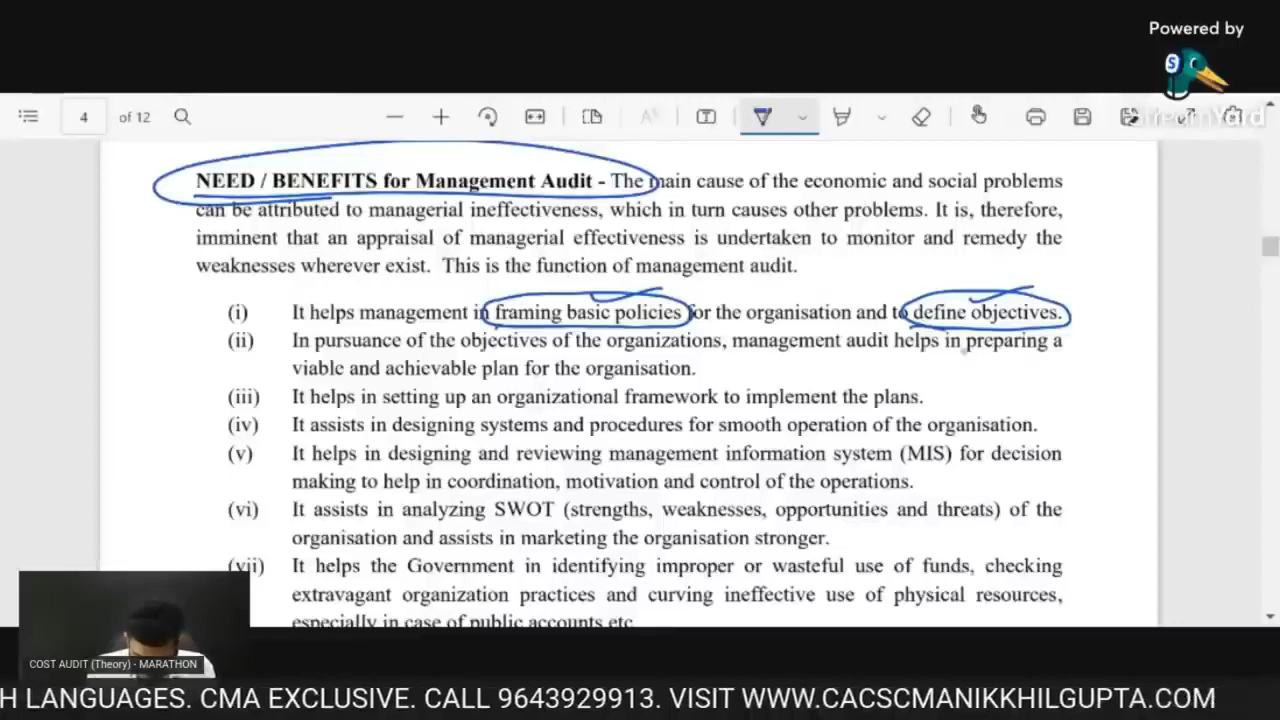 Powered by
S
StreamYard
4 of 12
NEED / BENEFITS for Management Audit - The main cause of the economic and social problems
can be attributed to managerial ineffectiveness, which in turn causes other problems. It is, therefore,
imminent that an appraisal of managerial effectiveness is undertaken to monitor and remedy the
weaknesses wherever exist. This is the function of management audit.
(i) It helps management in framing basic policies for the organisation and to define objectives.
(ii) In pursuance of the objectives of the organizations, management audit helps in preparing a
viable and achievable plan for the organisation.
(iii) It helps in setting up an organizational framework to implement the plans.
(iv) It assists in designing systems and procedures for smooth operation of the organisation.
(v) It helps in designing and reviewing management information system (MIS) for decision
making to help in coordination, motivation and control of the operations.
(vi) It assists in analyzing SWOT (strengths, weaknesses, opportunities and threats) of the
organisation and assists in marketing the organisation stronger.
(vii) It helps the Government in identifying improper or wasteful use of funds, checking
extravagant organization practices and curving ineffective use of physical resources,
especially in case of public accounts etc
COST AUDIT (Theory) - MARATHON
H LANGUAGES. CMA EXCLUSIVE. CALL 9643929913. VISIT WWW.CACSCMANIKKHILGUPTA.COM